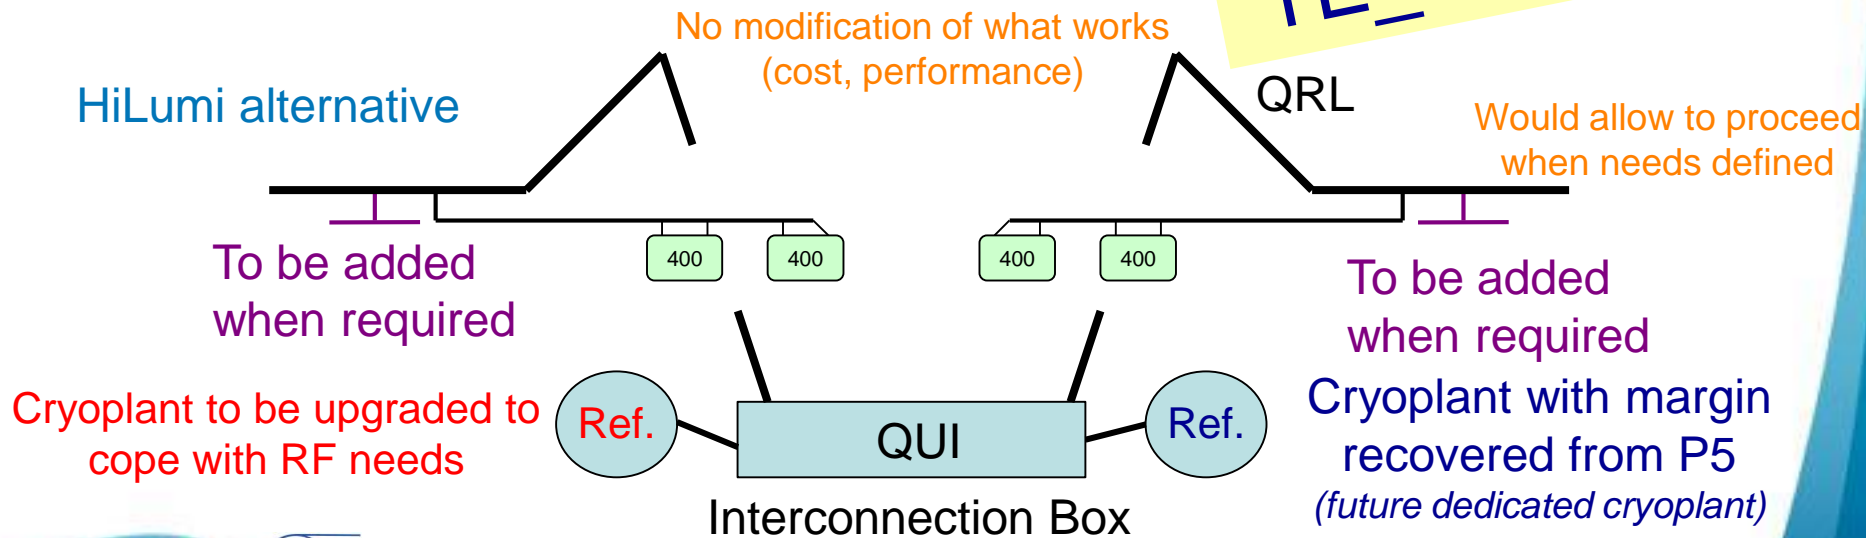 No modification of what works
(cost, performance)
HiLumi alternative
QRL
Would allow to proceed
when needs defined
400
400
400
400
To be added
when required
To be added
when required
Cryoplant to be upgraded to
cope with RF needs
Ref.
QUI
Ref.
Cryoplant with margin
recovered from P5
(future dedicated cryoplant)
Interconnection Box